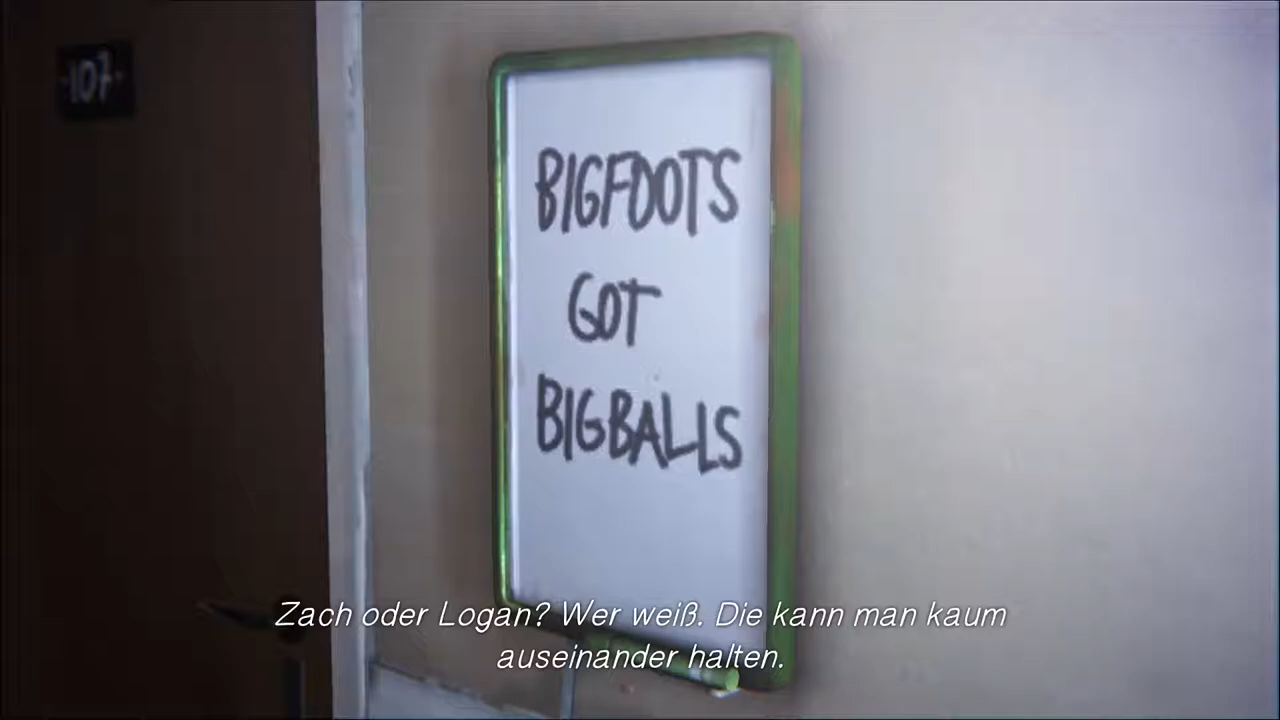 107
BIGFOOTS
GOT
BIGBALLS
Zach oder Logan? Wer weiß. Die kann man kaum
auseinander halten.